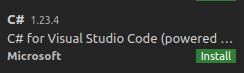 C# 1.23.4
C# for Visual Studio Code (powered ...
Microsoft Install